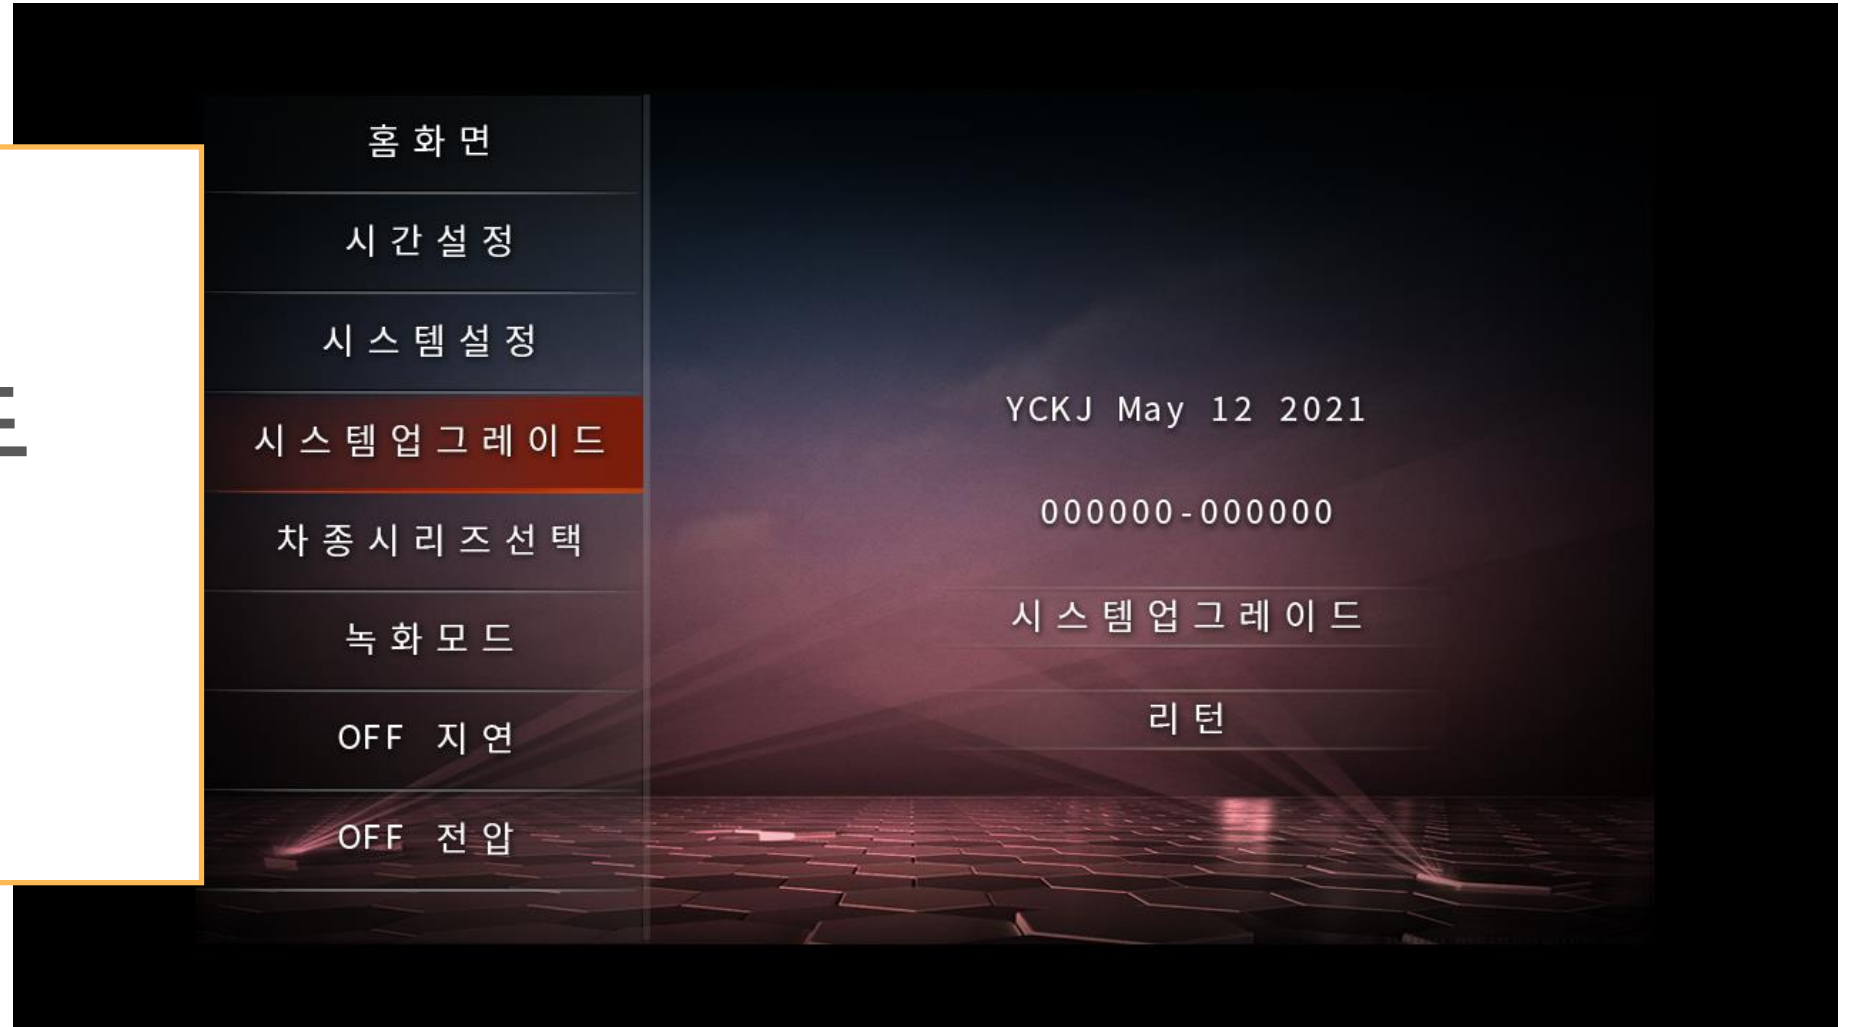 홈화면
시간설정
시스템설정
시스템업그레이드
차종시리즈선택
녹화모드
OFF 지연
OFF 전압
YCKJ May 12 2021
000000-000000
시스템업그레이드
리턴